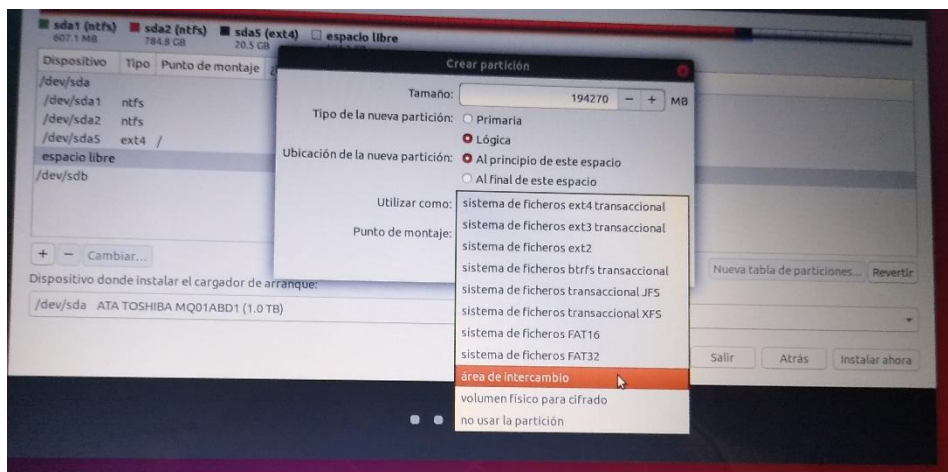 sda1 (ntfs) sda2 (ntfs) sda5 (ext4) espacio libre
607.1 MB 784.8 GB 20.5 GB
Dispositivo Tipo Punto de montaje
/dev/sda
/dev/sda1 ntfs
/dev/sda2 ntfs
/dev/sda5 ext4 /
espacio libre
/dev/sdb
+ − Cambiar...
Nueva tabla de particiones... Revertir
Dispositivo donde instalar el cargador de arranque:
/dev/sda ATA TOSHIBA MQ01ABD1 (1.0 TB)
Salir Atrás Instalar ahora
Crear partición
Tamaño: 194270 − + MB
Tipo de la nueva partición: Primaria
Lógica
Ubicación de la nueva partición: Al principio de este espacio
Al final de este espacio
Utilizar como: sistema de ficheros ext4 transaccional
sistema de ficheros ext3 transaccional
Punto de montaje: sistema de ficheros ext2
sistema de ficheros btrfs transaccional
sistema de ficheros transaccional JFS
sistema de ficheros transaccional XFS
sistema de ficheros FAT16
sistema de ficheros FAT32
área de intercambio
volumen físico para cifrado
no usar la partición